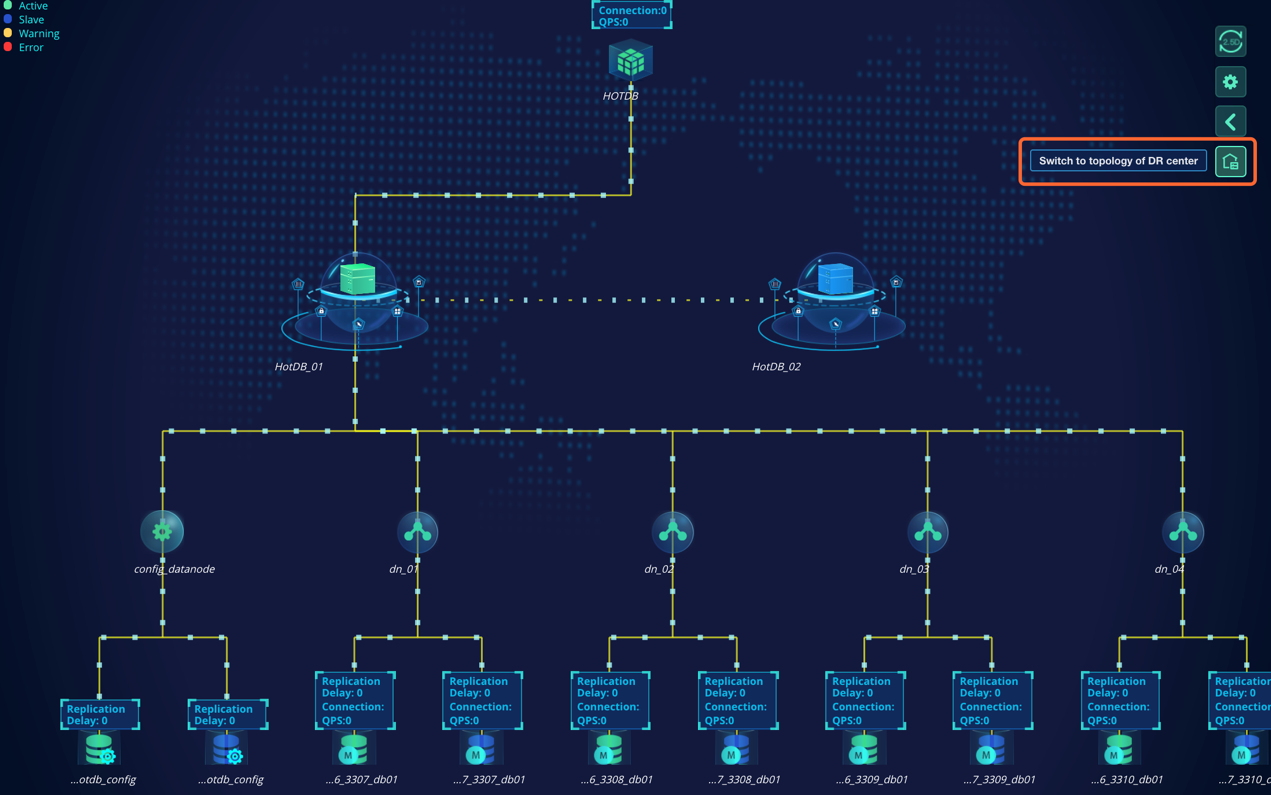 Active
Slave
Warning
Error
Connection:0
QPS:0
2.5D
HOTDB
Switch to topology of DR center
HotDB_01
HotDB_02
config_datanode
dn_01
dn_02
dn_03
dn_04
Replication
Delay: 0
Replication
Delay: 0
Replication
Delay: 0
Connection:
QPS:0
Replication
Delay: 0
Connection:
QPS:0
Replication
Delay: 0
Connection:
QPS:0
Replication
Delay: 0
Connection:
QPS:0
Replication
Delay: 0
Connection:
QPS:0
Replication
Delay: 0
Connection:
QPS:0
Replication
Delay: 0
Connection:
QPS:0
Replication
Delay: 0
Connection:
QPS:0
M
M
M
M
M
M
M
M
...otdb_config
...otdb_config
...6_3307_db01
...7_3307_db01
...6_3308_db01
...7_3308_db01
...6_3309_db01
...7_3309_db01
...6_3310_db01
...7_3310_d